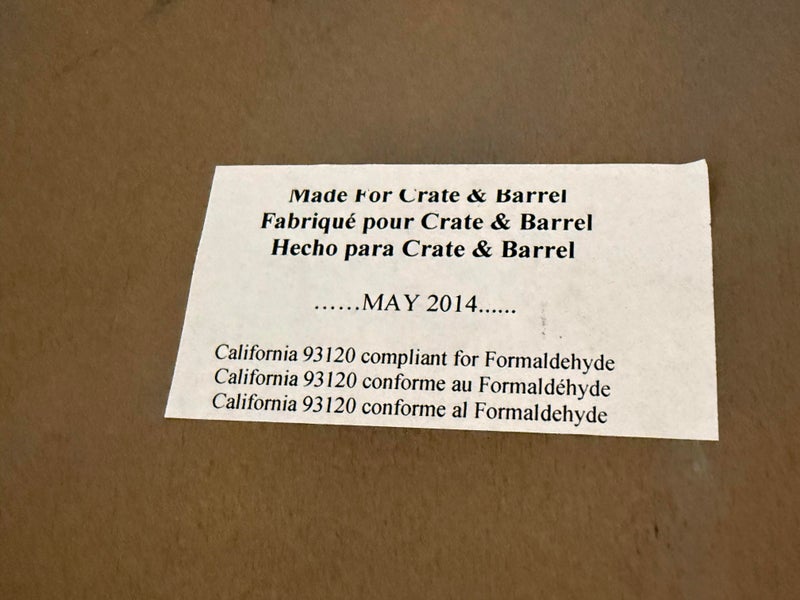 Made For Crate & Barrel
Fabriqué pour Crate & Barrel
Hecho para Crate & Barrel
......MAY 2014......
California 93120 compliant for Formaldehyde
California 93120 conforme au Formaldéhyde
California 93120 conforme al Formaldehyde